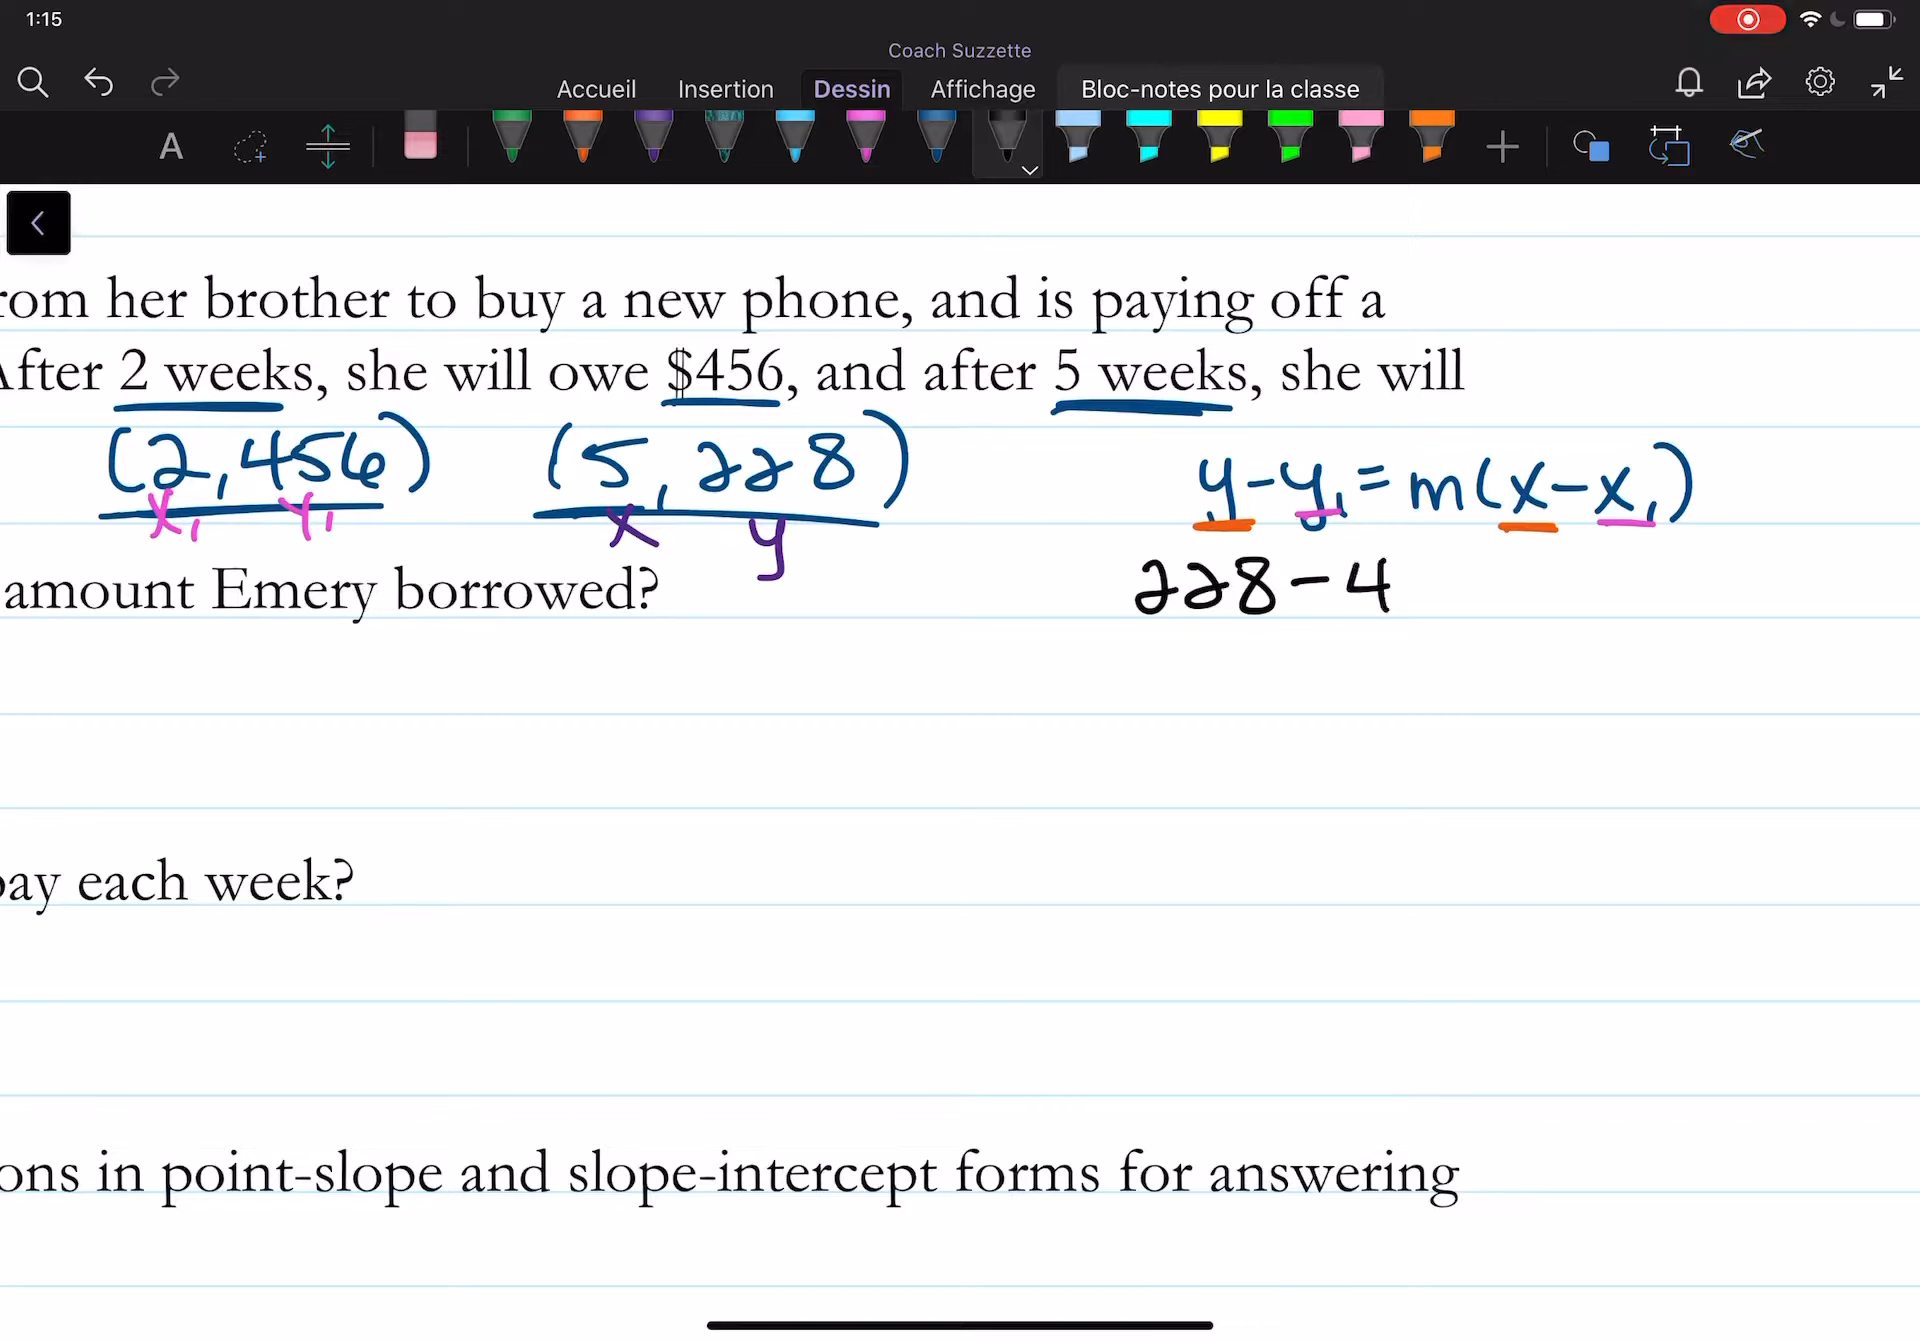 1:15
Coach Suzzette
Accueil Insertion Dessin Affichage Bloc-notes pour la classe
A
rom her brother to buy a new phone, and is paying off a
After 2 weeks, she will owe $456, and after 5 weeks, she will
(2, 456) (5, 228) y-y₁=m(x-x₁)
x₁ y₁ x y
228-4
amount Emery borrowed?
pay each week?
ons in point-slope and slope-intercept forms for answering